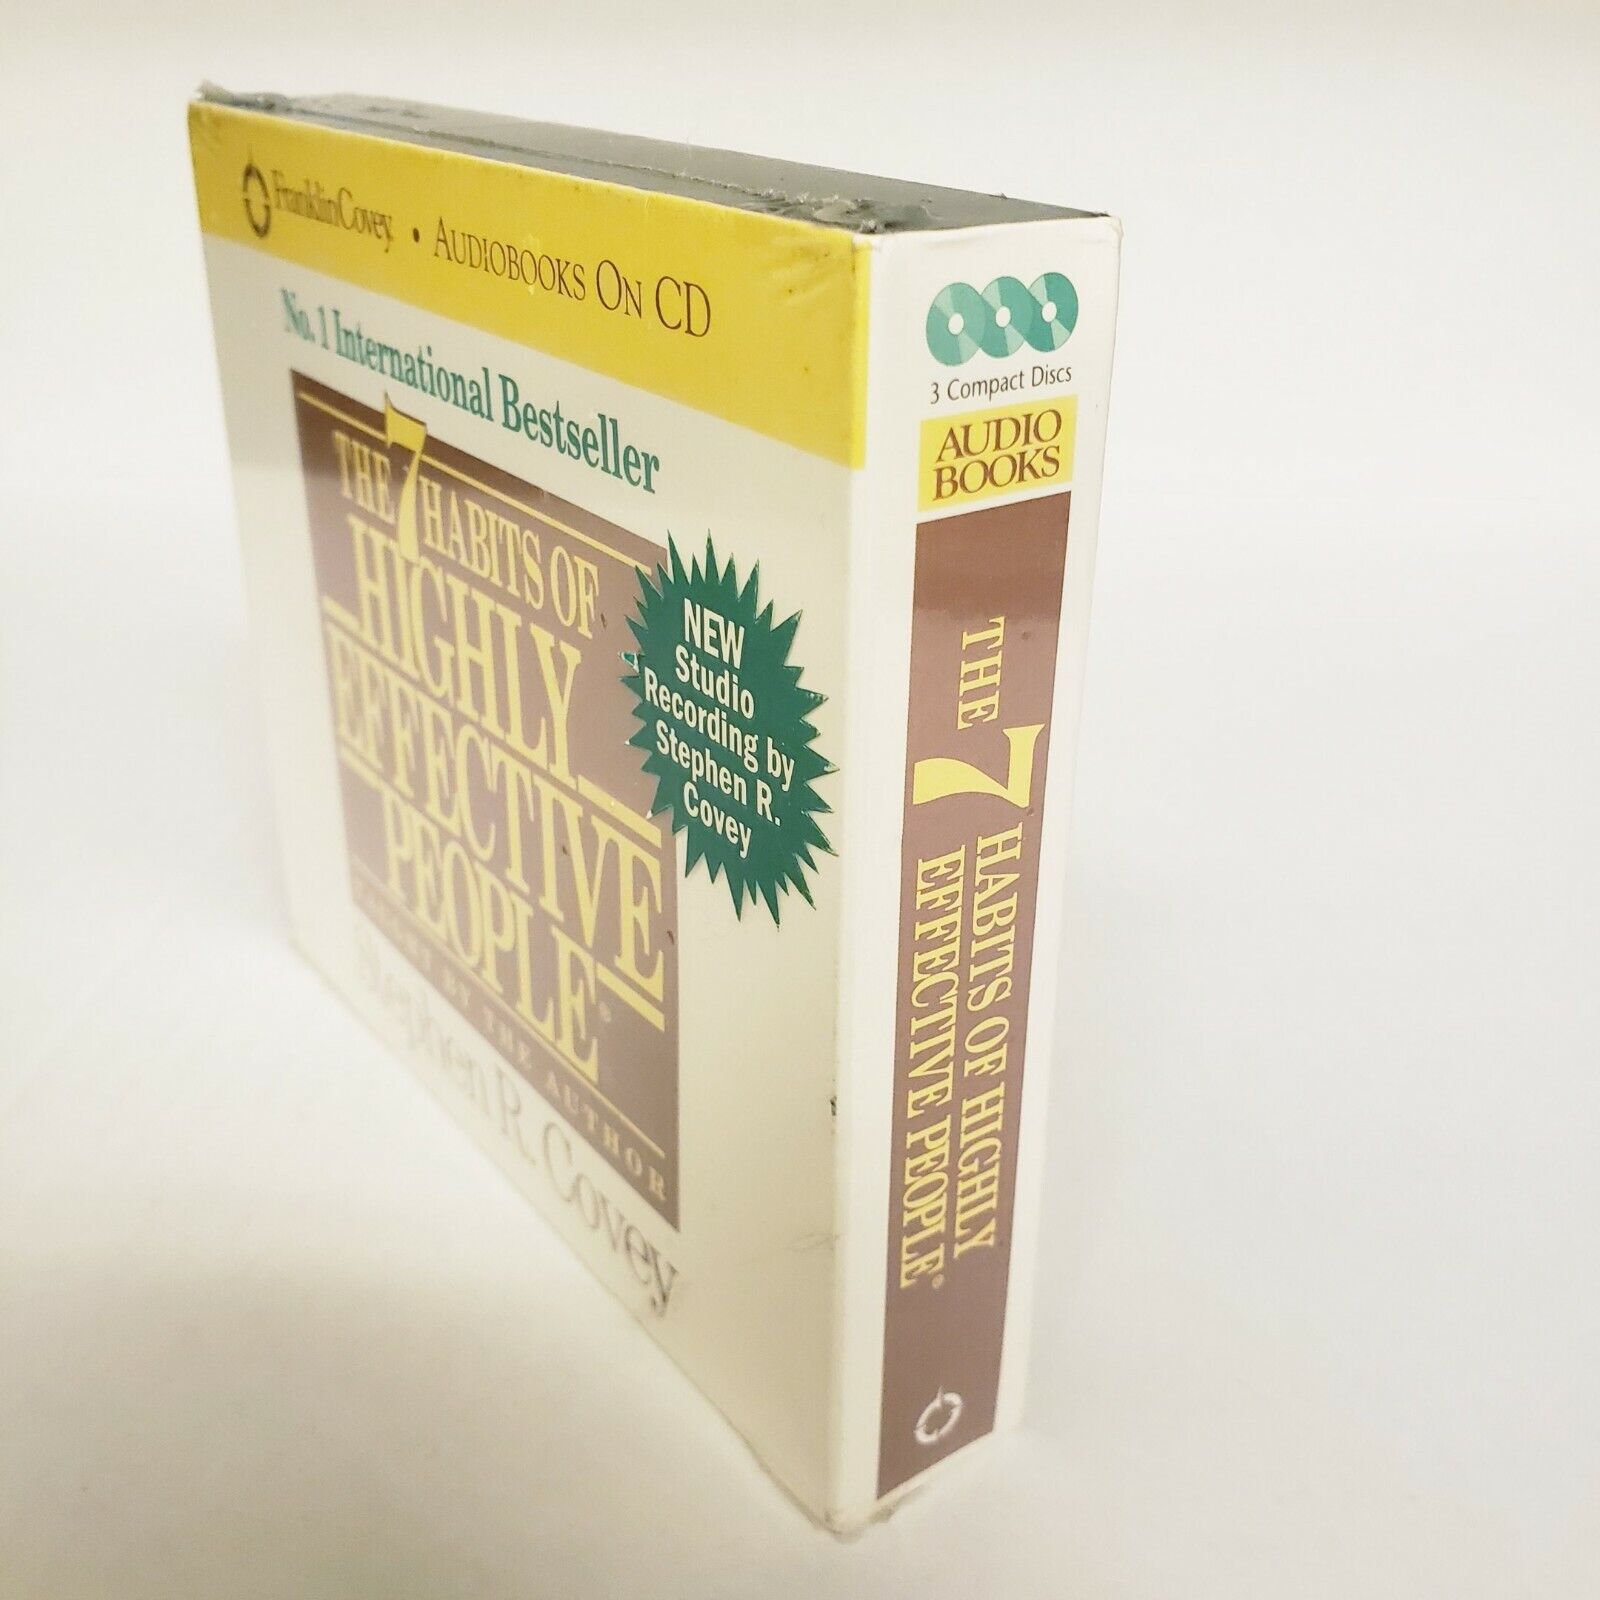 FranklinCovey • AUDIOBOOKS ON CD
No. 1 International Bestseller
THE 7 HABITS OF
HIGHLY
EFFECTIVE
PEOPLE®
READ BY THE AUTHOR
Stephen R. Covey
NEW
Studio
Recording by
Stephen R.
Covey
3 Compact Discs
AUDIO
BOOKS
THE 7 HABITS OF HIGHLY
EFFECTIVE PEOPLE®